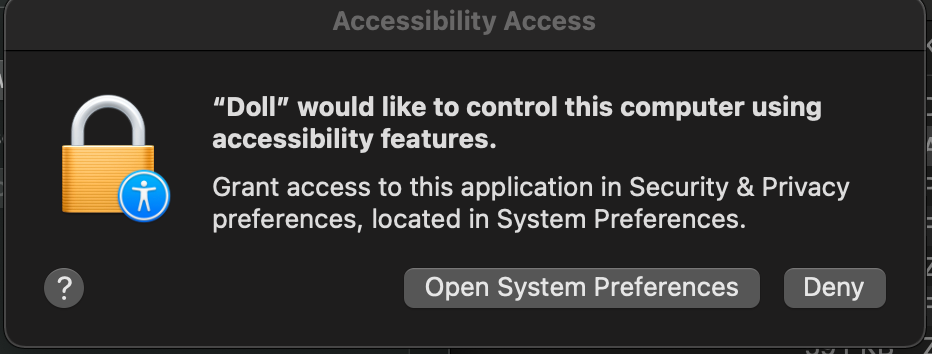 Accessibility Access
“Doll” would like to control this computer using
accessibility features.
Grant access to this application in Security & Privacy
preferences, located in System Preferences.
?
Open System Preferences
Deny